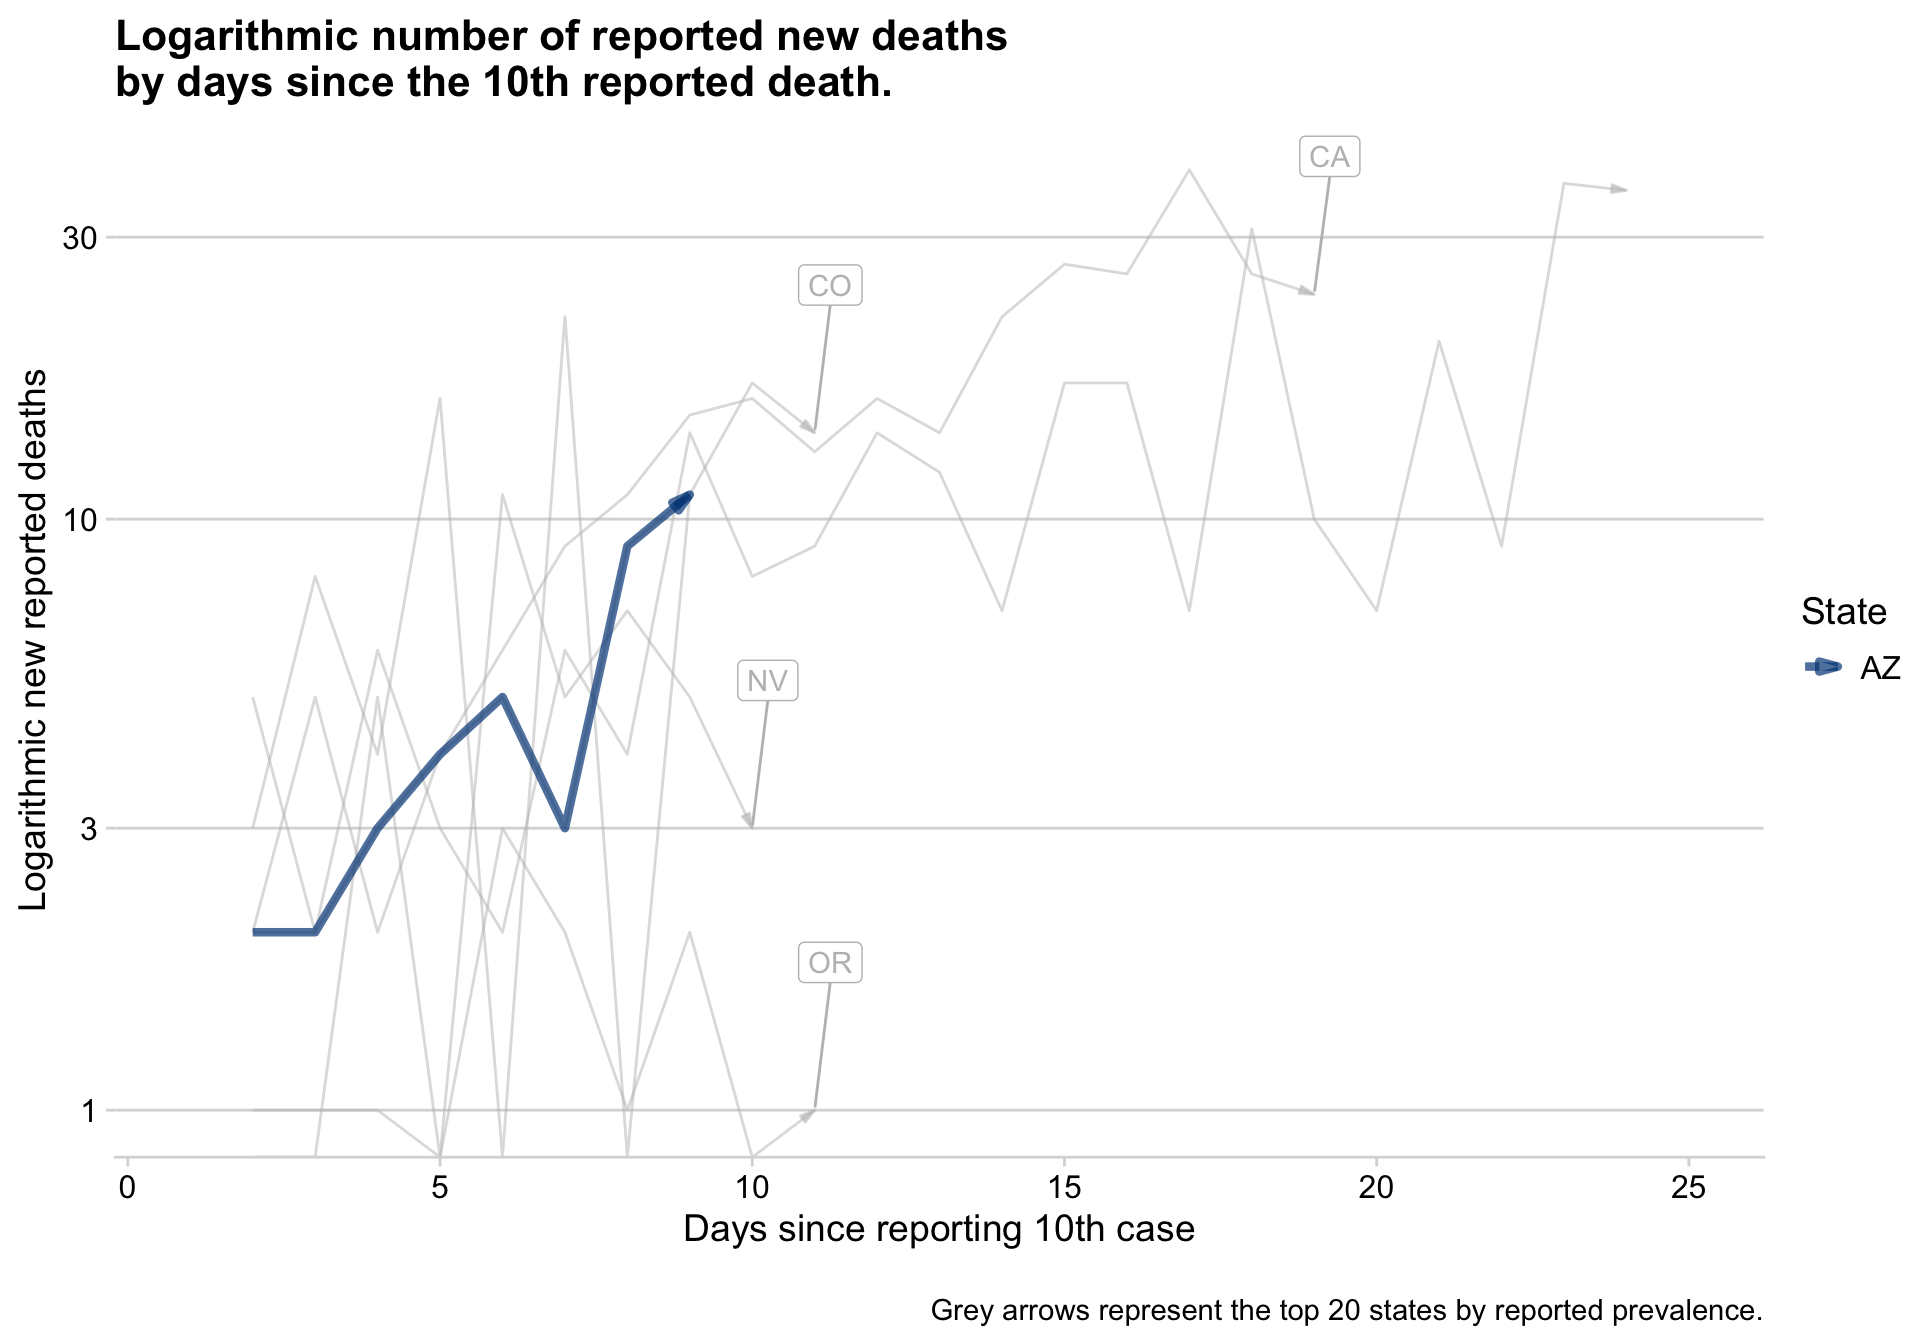 Logarithmic number of reported new deaths
by days since the 10th reported death.
CA
30
CO
Logarithmic new reported deaths
10
State
AZ
NV
3
OR
1
0 5 10 15 20 25
Days since reporting 10th case
Grey arrows represent the top 20 states by reported prevalence.